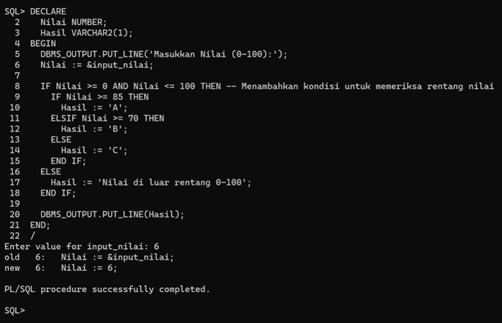 SQL> DECLARE
  2    Nilai NUMBER;
  3    Hasil VARCHAR2(1);
  4  BEGIN
  5    DBMS_OUTPUT.PUT_LINE('Masukkan Nilai (0-100):');
  6    Nilai := &input_nilai;
  7
  8    IF Nilai >= 0 AND Nilai <= 100 THEN -- Menambahkan kondisi untuk memeriksa rentang nilai
  9      IF Nilai >= 85 THEN
 10        Hasil := 'A';
 11      ELSIF Nilai >= 70 THEN
 12        Hasil := 'B';
 13      ELSE
 14        Hasil := 'C';
 15      END IF;
 16    ELSE
 17      Hasil := 'Nilai di luar rentang 0-100';
 18    END IF;
 19
 20    DBMS_OUTPUT.PUT_LINE(Hasil);
 21  END;
 22  /
Enter value for input_nilai: 6
old   6:   Nilai := &input_nilai;
new   6:   Nilai := 6;
PL/SQL procedure successfully completed.
SQL>